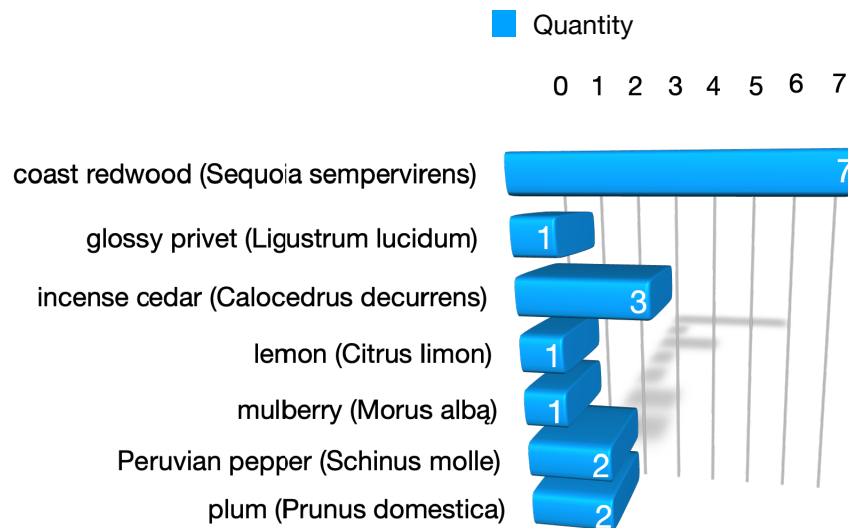 Quantity
0 1 2 3 4 5 6 7
coast redwood (Sequoia sempervirens) 7
glossy privet (Ligustrum lucidum) 1
incense cedar (Calocedrus decurrens) 3
lemon (Citrus limon) 1
mulberry (Morus alba) 1
Peruvian pepper (Schinus molle) 2
plum (Prunus domestica) 2